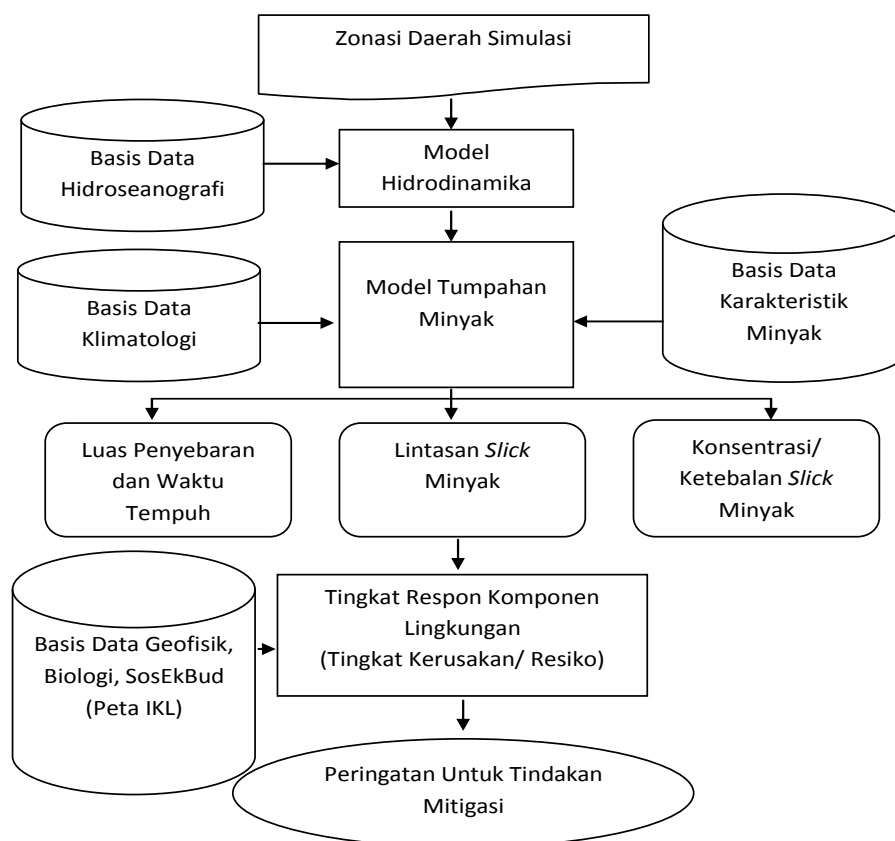 Zonasi Daerah Simulasi
Basis Data
Hidroseanografi
Model
Hidrodinamika
Basis Data
Klimatologi
Model Tumpahan
Minyak
Basis Data
Karakteristik
Minyak
Luas Penyebaran
dan Waktu
Tempuh
Lintasan Slick
Minyak
Konsentrasi/
Ketebalan Slick
Minyak
Basis Data Geofisik,
Biologi, SosEkBud
(Peta IKL)
Tingkat Respon Komponen
Lingkungan
(Tingkat Kerusakan/ Resiko)
Peringatan Untuk Tindakan
Mitigasi